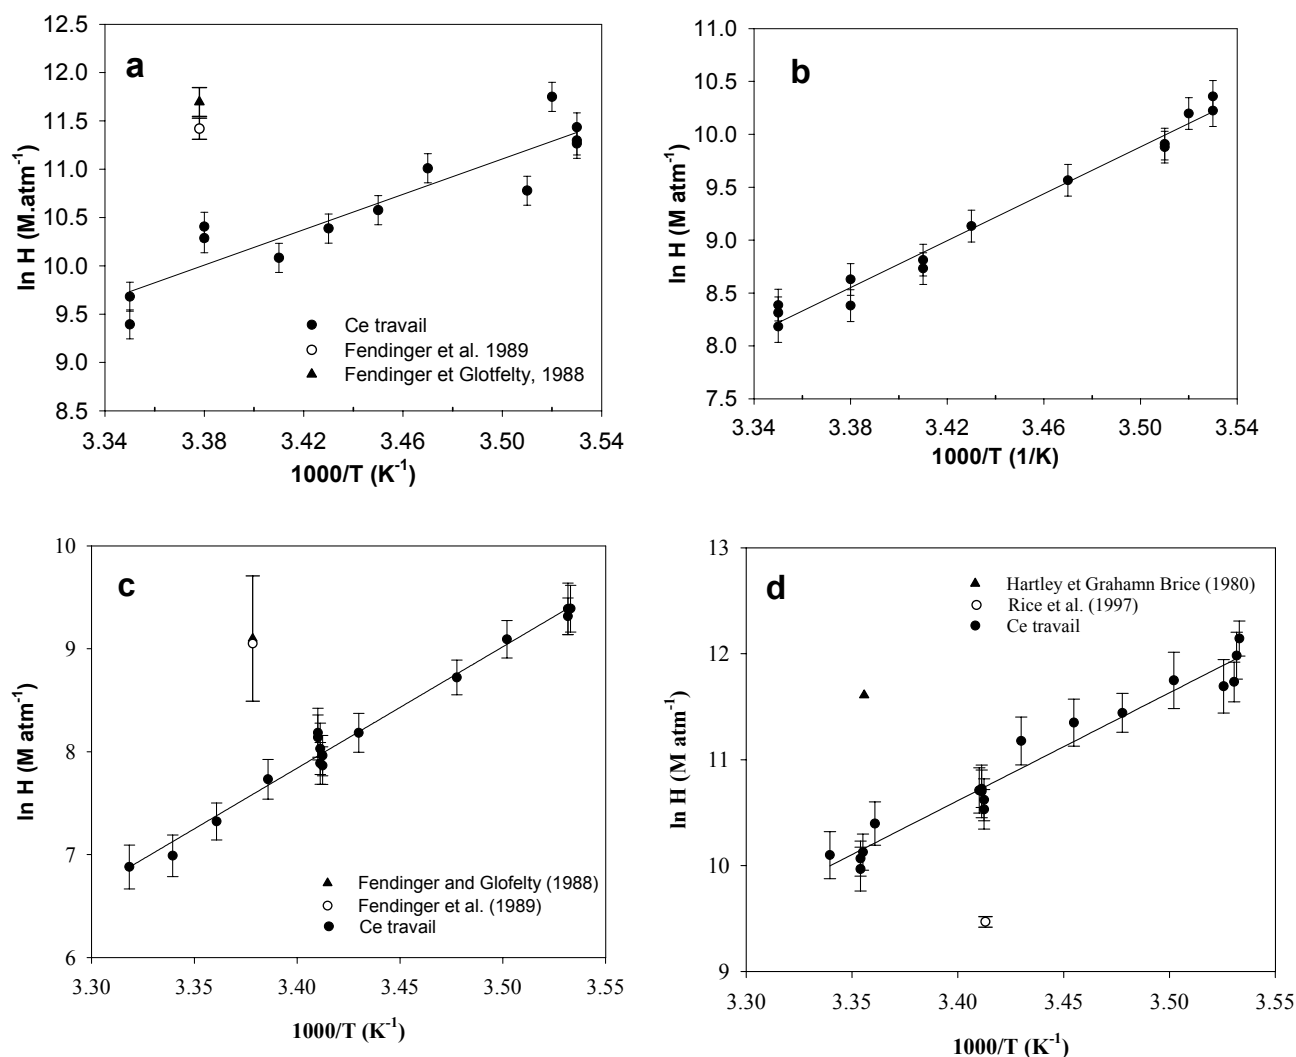 a
12.5
12.0
11.5
11.0
10.5
10.0
9.5
9.0
8.5
ln H (M.atm⁻¹)
Ce travail
Fendinger et al. 1989
Fendinger et Glotfelty, 1988
3.34 3.38 3.42 3.46 3.50 3.54
1000/T (K⁻¹)
b
11.0
10.5
10.0
9.5
9.0
8.5
8.0
7.5
ln H (M atm⁻¹)
3.34 3.38 3.42 3.46 3.50 3.54
1000/T (1/K)
c
10
9
8
7
6
ln H (M atm⁻¹)
Fendinger and Glofelty (1988)
Fendinger et al. (1989)
Ce travail
3.30 3.35 3.40 3.45 3.50 3.55
1000/T (K⁻¹)
d
13
12
11
10
9
ln H (M atm⁻¹)
Hartley et Grahamn Brice (1980)
Rice et al. (1997)
Ce travail
3.30 3.35 3.40 3.45 3.50 3.55
1000/T (K⁻¹)